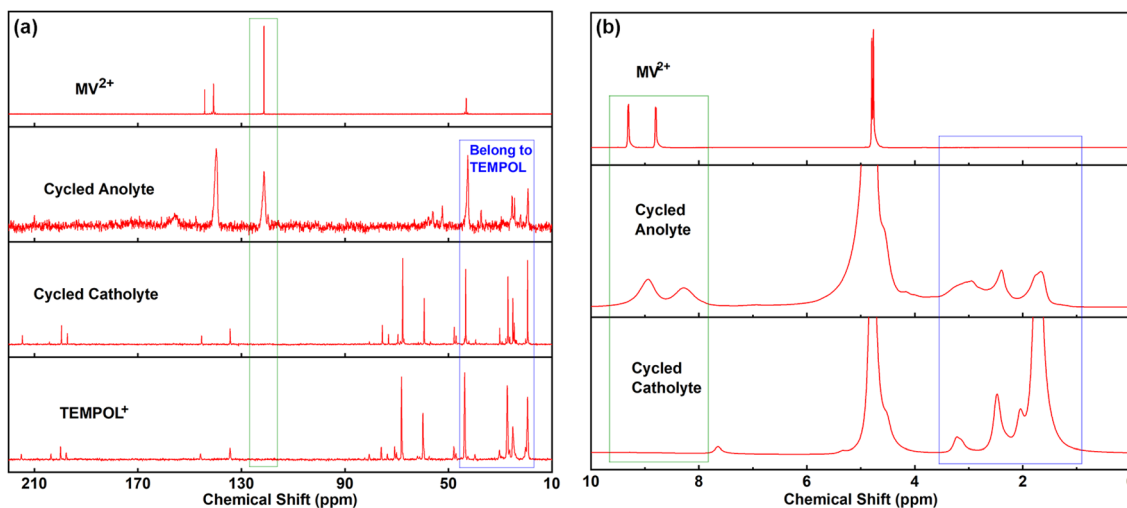 (a)
MV2+
Cycled Anolyte
Belong to
TEMPOL
Cycled Catholyte
TEMPOL+
210 170 130 90 50 10
Chemical Shift (ppm)
(b)
MV2+
Cycled
Anolyte
Cycled
Catholyte
10 8 6 4 2 0
Chemical Shift (ppm)